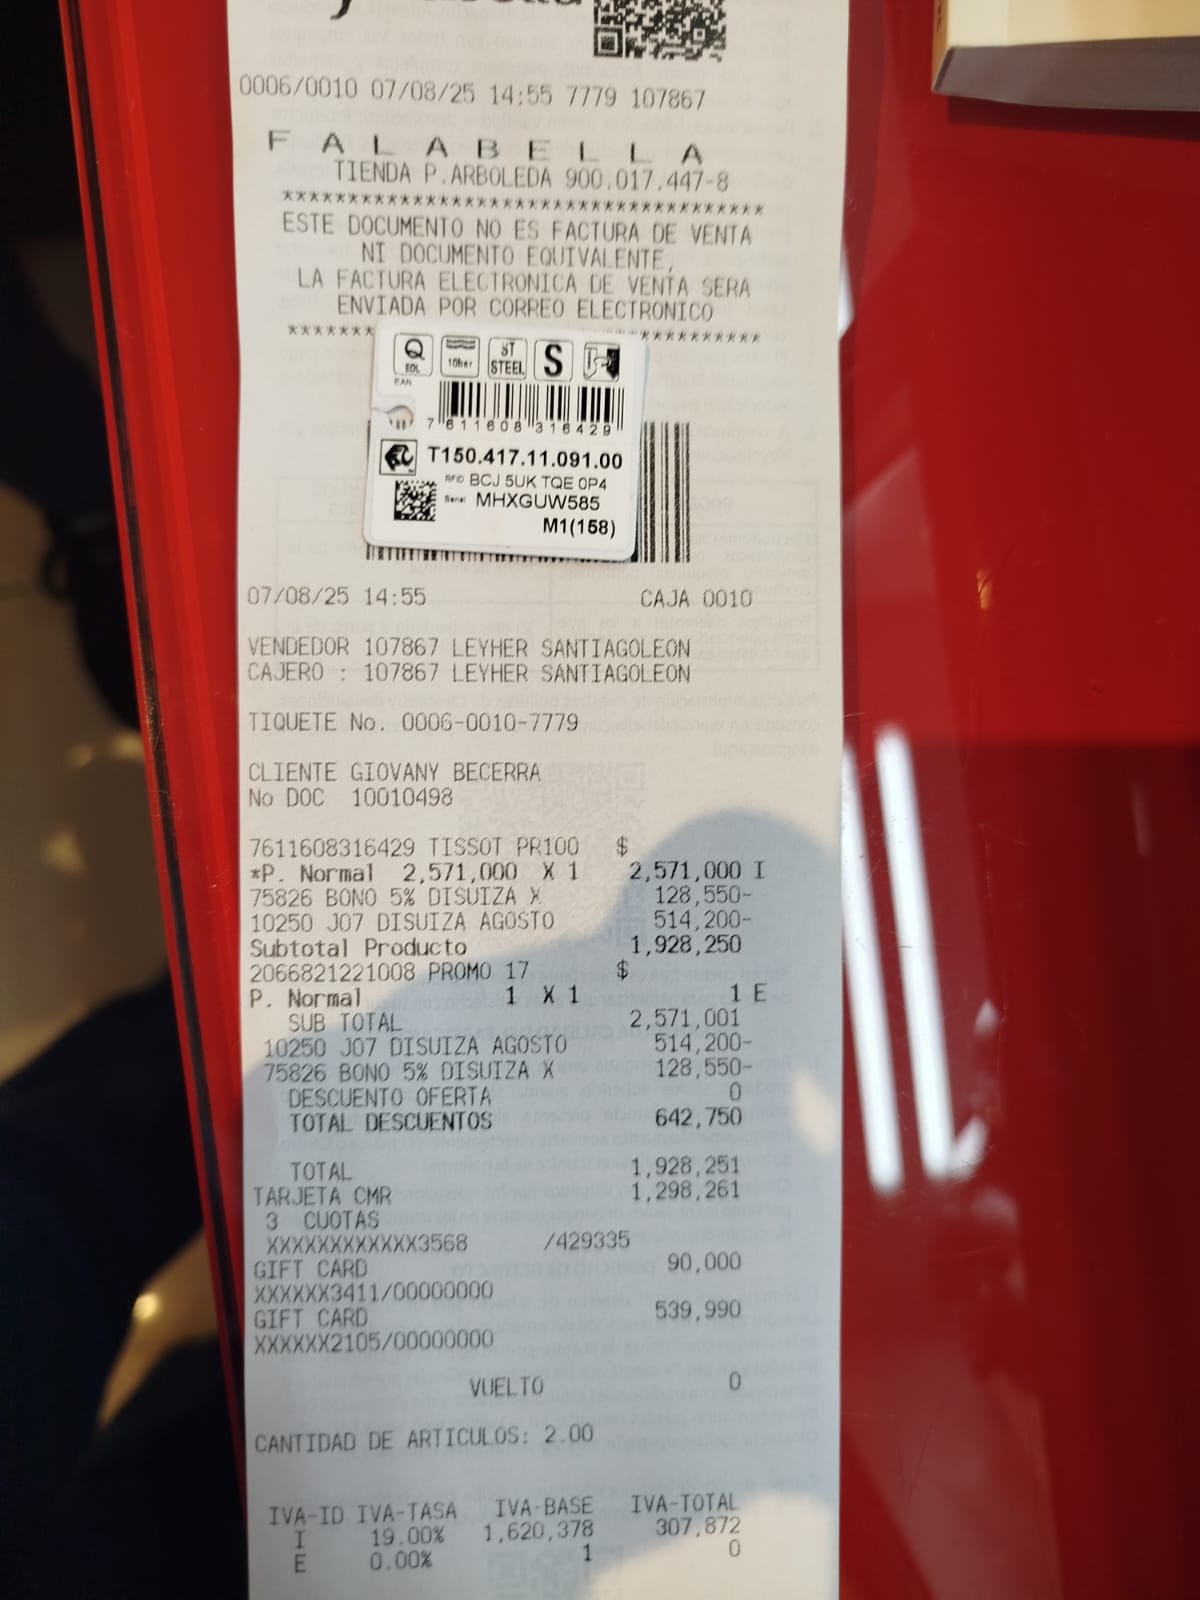 0006/0010 07/08/25 14:55 7779 107867
F A L A B E L L A
TIENDA P.ARBOLEDA 900.017.447-8
ESTE DOCUMENTO NO ES FACTURA DE VENTA
NI DOCUMENTO EQUIVALENTE,
LA FACTURA ELECTRONICA DE VENTA SERA
ENVIADA POR CORREO ELECTRONICO
Q EOL 10bar ST STEEL S
EAN
7 611608 316429
T150.417.11.091.00
RFID BCJ 5UK TQE 0P4
Serial MHXGUW585
M1(158)
07/08/25 14:55 CAJA 0010
VENDEDOR 107867 LEYHER SANTIAGOLEON
CAJERO : 107867 LEYHER SANTIAGOLEON
TIQUETE No. 0006-0010-7779
CLIENTE GIOVANY BECERRA
No DOC 10010498
7611608316429 TISSOT PR100 $
*P. Normal 2,571,000 X 1 2,571,000 I
75826 BONO 5% DISUIZA X 128,550-
10250 J07 DISUIZA AGOSTO 514,200-
Subtotal Producto 1,928,250
2066821221008 PROMO 17 $
P. Normal 1 X 1 1 E
SUB TOTAL 2,571,001
10250 J07 DISUIZA AGOSTO 514,200-
75826 BONO 5% DISUIZA X 128,550-
DESCUENTO OFERTA 0
TOTAL DESCUENTOS 642,750
TOTAL 1,928,251
TARJETA CMR 1,298,261
3 CUOTAS
XXXXXXXXXXXX3568 /429335
GIFT CARD 90,000
XXXXXX3411/00000000
GIFT CARD 539,990
XXXXXX2105/00000000
VUELTO 0
CANTIDAD DE ARTICULOS: 2.00
IVA-ID IVA-TASA IVA-BASE IVA-TOTAL
I 19.00% 1,620,378 307,872
E 0.00% 1 0